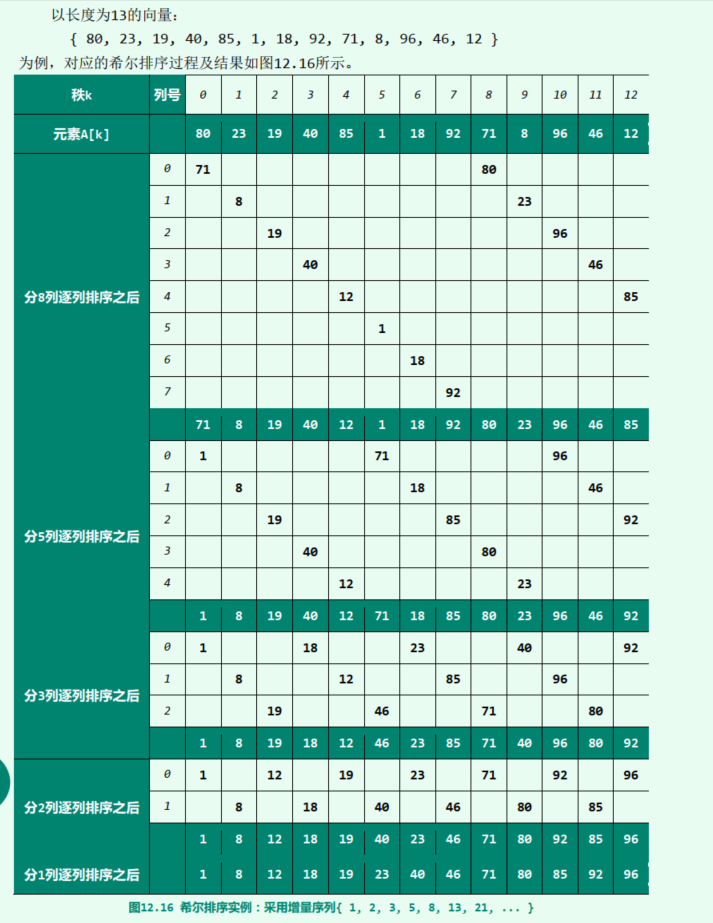 以长度为13的向量：
{ 80, 23, 19, 40, 85, 1, 18, 92, 71, 8, 96, 46, 12 }
为例，对应的希尔排序过程及结果如图12.16所示。
秩k 列号 0 1 2 3 4 5 6 7 8 9 10 11 12
元素A[k] 80 23 19 40 85 1 18 92 71 8 96 46 12
分8列逐列排序之后
0 71 80
1 8 23
2 19 96
3 40 46
4 12 85
5 1
6 18
7 92
71 8 19 40 12 1 18 92 80 23 96 46 85
分5列逐列排序之后
0 1 71 96
1 8 18 46
2 19 85 92
3 40 80
4 12 23
1 8 19 40 12 71 18 85 80 23 96 46 92
分3列逐列排序之后
0 1 18 23 40 92
1 8 12 85 96
2 19 46 71 80
1 8 19 18 12 46 23 85 71 40 96 80 92
分2列逐列排序之后
0 1 12 19 23 71 92 96
1 8 18 40 46 80 85
1 8 12 18 19 40 23 46 71 80 92 85 96
分1列逐列排序之后 1 8 12 18 19 23 40 46 71 80 85 92 96
图12.16 希尔排序实例：采用增量序列{ 1, 2, 3, 5, 8, 13, 21, ... }